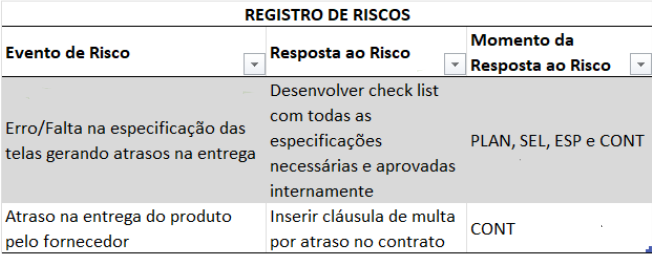 REGISTRO DE RISCOS
Evento de Risco
Resposta ao Risco
Momento da
Resposta ao Risco
Erro/Falta na especificação das
telas gerando atrasos na entrega
Desenvolver check list
com todas as
especificações
necessárias e aprovadas
internamente
PLAN, SEL, ESP e CONT
Atraso na entrega do produto
pelo fornecedor
Inserir cláusula de multa
por atraso no contrato
CONT